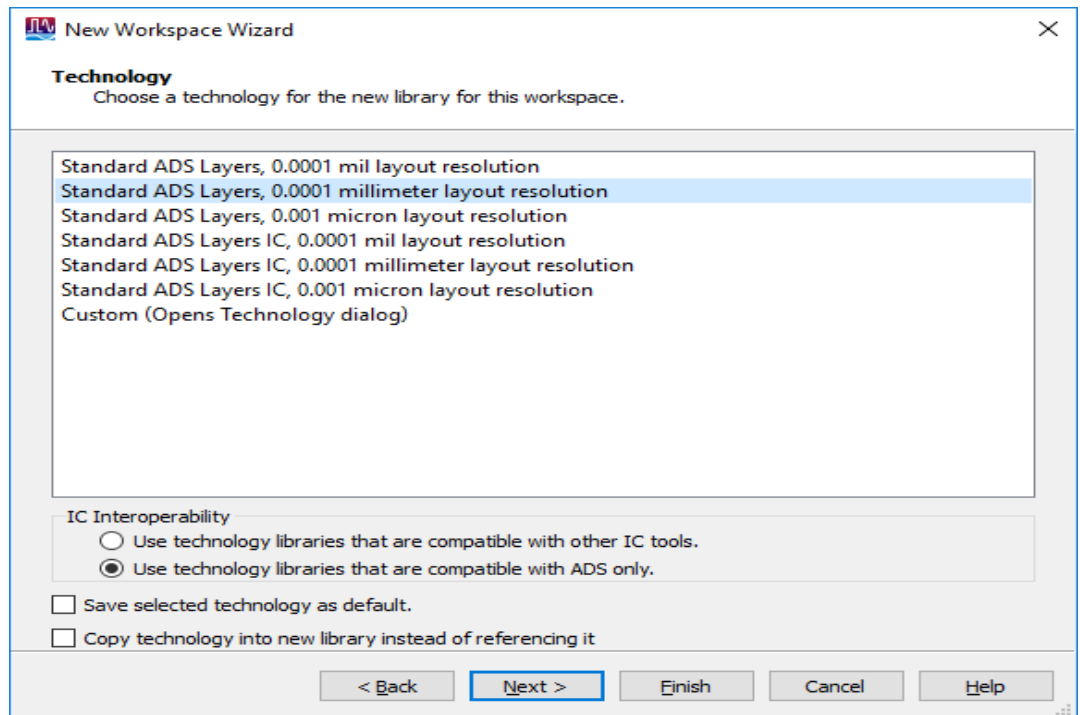 New Workspace Wizard
Technology
Choose a technology for the new library for this workspace.
Standard ADS Layers, 0.0001 mil layout resolution
Standard ADS Layers, 0.0001 millimeter layout resolution
Standard ADS Layers, 0.001 micron layout resolution
Standard ADS Layers IC, 0.0001 mil layout resolution
Standard ADS Layers IC, 0.0001 millimeter layout resolution
Standard ADS Layers IC, 0.001 micron layout resolution
Custom (Opens Technology dialog)
IC Interoperability
Use technology libraries that are compatible with other IC tools.
Use technology libraries that are compatible with ADS only.
Save selected technology as default.
Copy technology into new library instead of referencing it
< Back Next > Finish Cancel Help